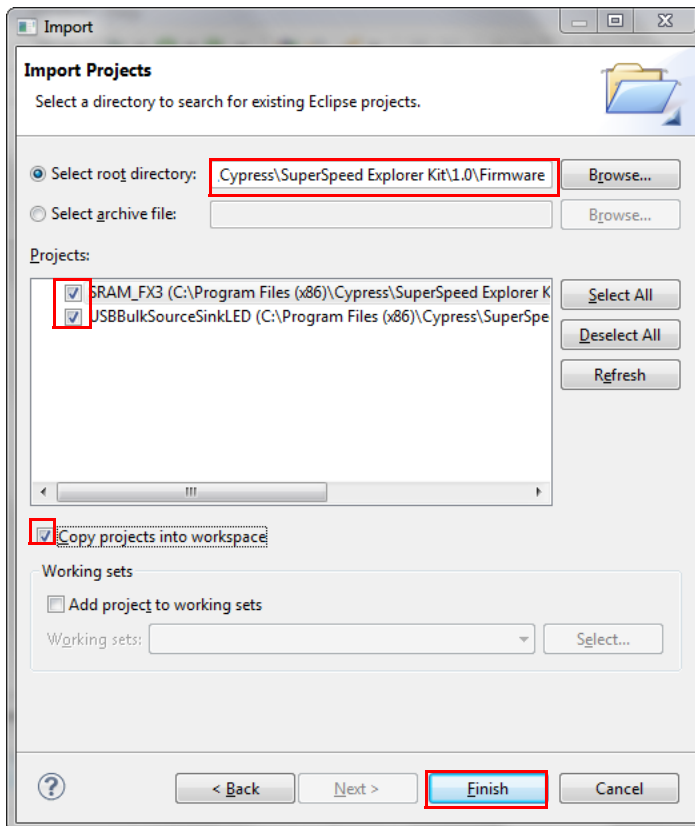 Import
Import Projects
Select a directory to search for existing Eclipse projects.
Select root directory: .Cypress\SuperSpeed Explorer Kit\1.0\Firmware Browse...
Select archive file: Browse...
Projects:
SRAM_FX3 (C:\Program Files (x86)\Cypress\SuperSpeed Explorer K
USBBulkSourceSinkLED (C:\Program Files (x86)\Cypress\SuperSpe
Select All
Deselect All
Refresh
Copy projects into workspace
Working sets
Add project to working sets
Working sets: Select...
? < Back Next > Finish Cancel